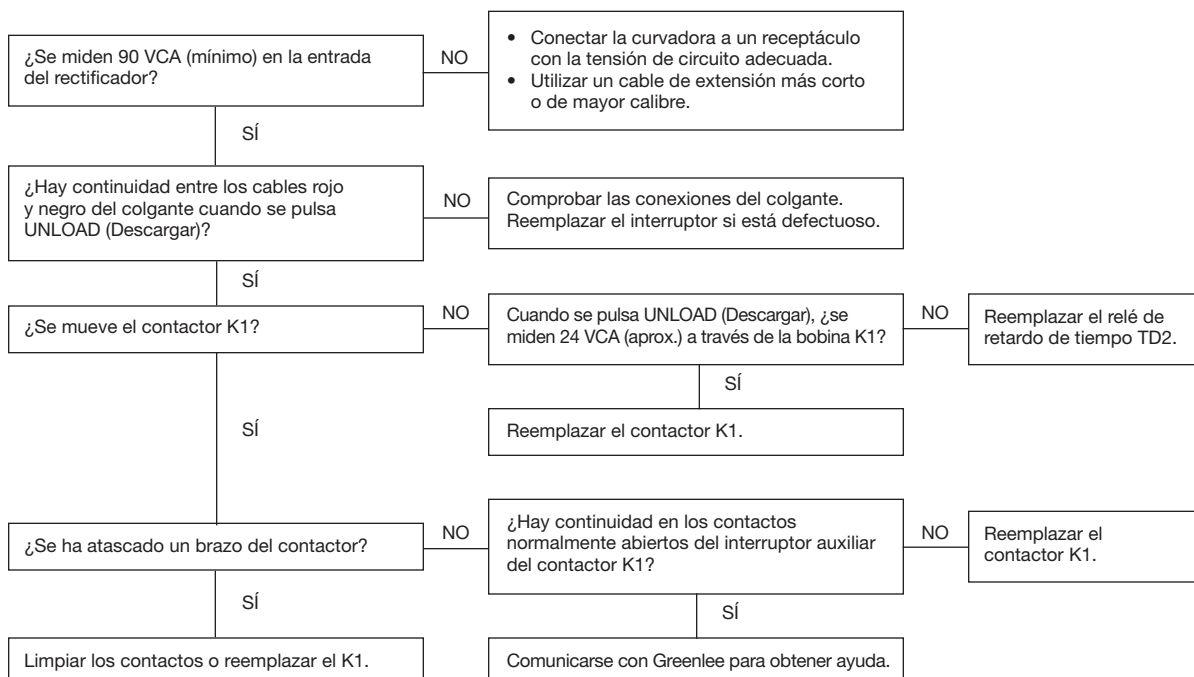 ¿Se miden 90 VCA (mínimo) en la entrada
del rectificador?
NO
• Conectar la curvadora a un receptáculo
con la tensión de circuito adecuada.
• Utilizar un cable de extensión más corto
o de mayor calibre.
SÍ
¿Hay continuidad entre los cables rojo
y negro del colgante cuando se pulsa
UNLOAD (Descargar)?
NO
Comprobar las conexiones del colgante.
Reemplazar el interruptor si está defectuoso.
SÍ
¿Se mueve el contactor K1?
NO
Cuando se pulsa UNLOAD (Descargar), ¿se
miden 24 VCA (aprox.) a través de la bobina K1?
NO
Reemplazar el relé de
retardo de tiempo TD2.
SÍ
Reemplazar el contactor K1.
SÍ
¿Se ha atascado un brazo del contactor?
NO
¿Hay continuidad en los contactos
normalmente abiertos del interruptor auxiliar
del contactor K1?
NO
Reemplazar el
contactor K1.
SÍ
Limpiar los contactos o reemplazar el K1.
SÍ
Comunicarse con Greenlee para obtener ayuda.